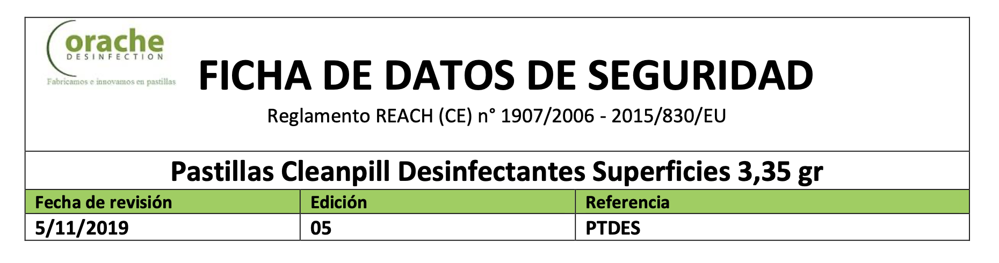 orache
DESINFECTION
Fabricamos e innovamos en pastillas
FICHA DE DATOS DE SEGURIDAD
Reglamento REACH (CE) n° 1907/2006 - 2015/830/EU
Pastillas Cleanpill Desinfectantes Superficies 3,35 gr
Fecha de revisión Edición Referencia
5/11/2019 05 PTDES